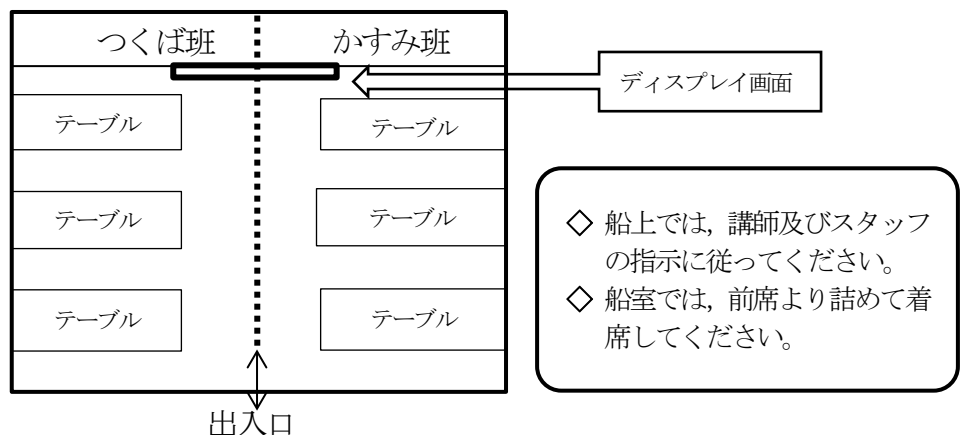 つくば班
かすみ班
ディスプレイ画面
テーブル
テーブル
テーブル
テーブル
テーブル
テーブル
◇ 船上では，講師及びスタッフ
の指示に従ってください。
◇ 船室では，前席より詰めて着
席してください。
出入口